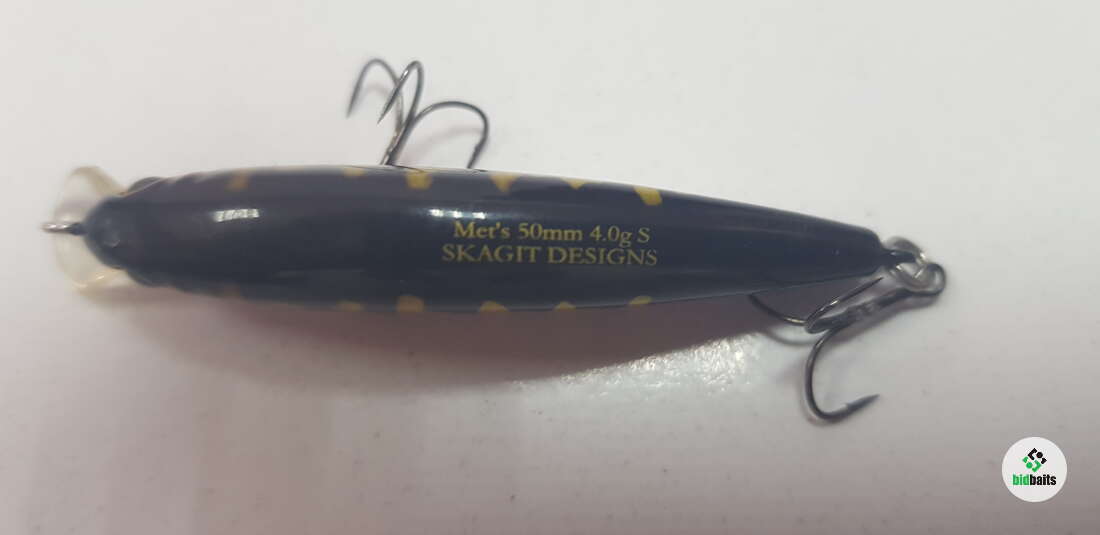 Met's 50mm 4.0g S
SKAGIT DESIGNS
bidbaits